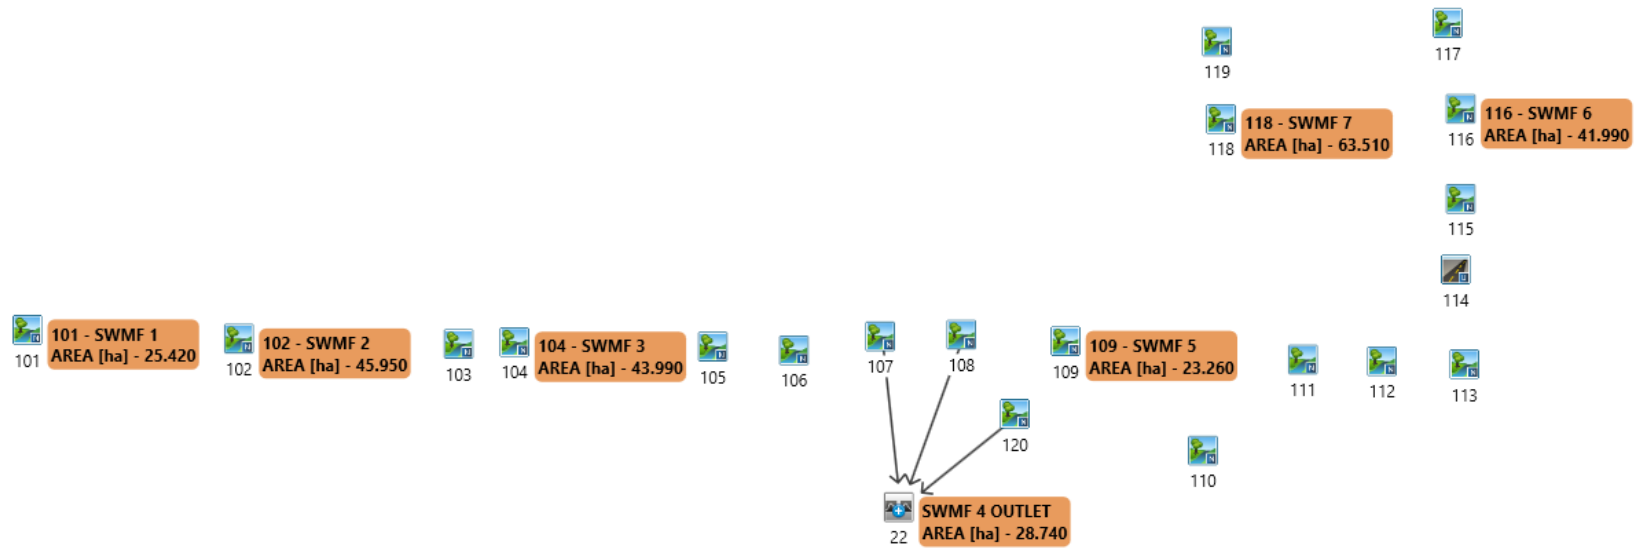 117
119
116 - SWMF 6
AREA [ha] - 41.990
116
118 - SWMF 7
AREA [ha] - 63.510
118
115
114
101 - SWMF 1
AREA [ha] - 25.420
101
102 - SWMF 2
AREA [ha] - 45.950
102
103
104 - SWMF 3
AREA [ha] - 43.990
104
105
106
107
108
109 - SWMF 5
AREA [ha] - 23.260
109
111
112
113
120
110
SWMF 4 OUTLET
AREA [ha] - 28.740
22